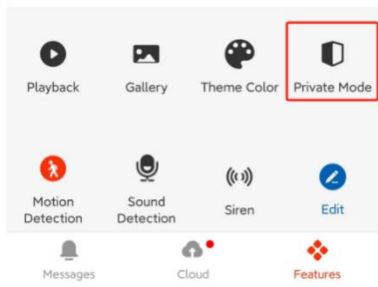 Playback Gallery Theme Color Private Mode
Motion Detection Sound Detection Siren Edit
Messages Cloud Features